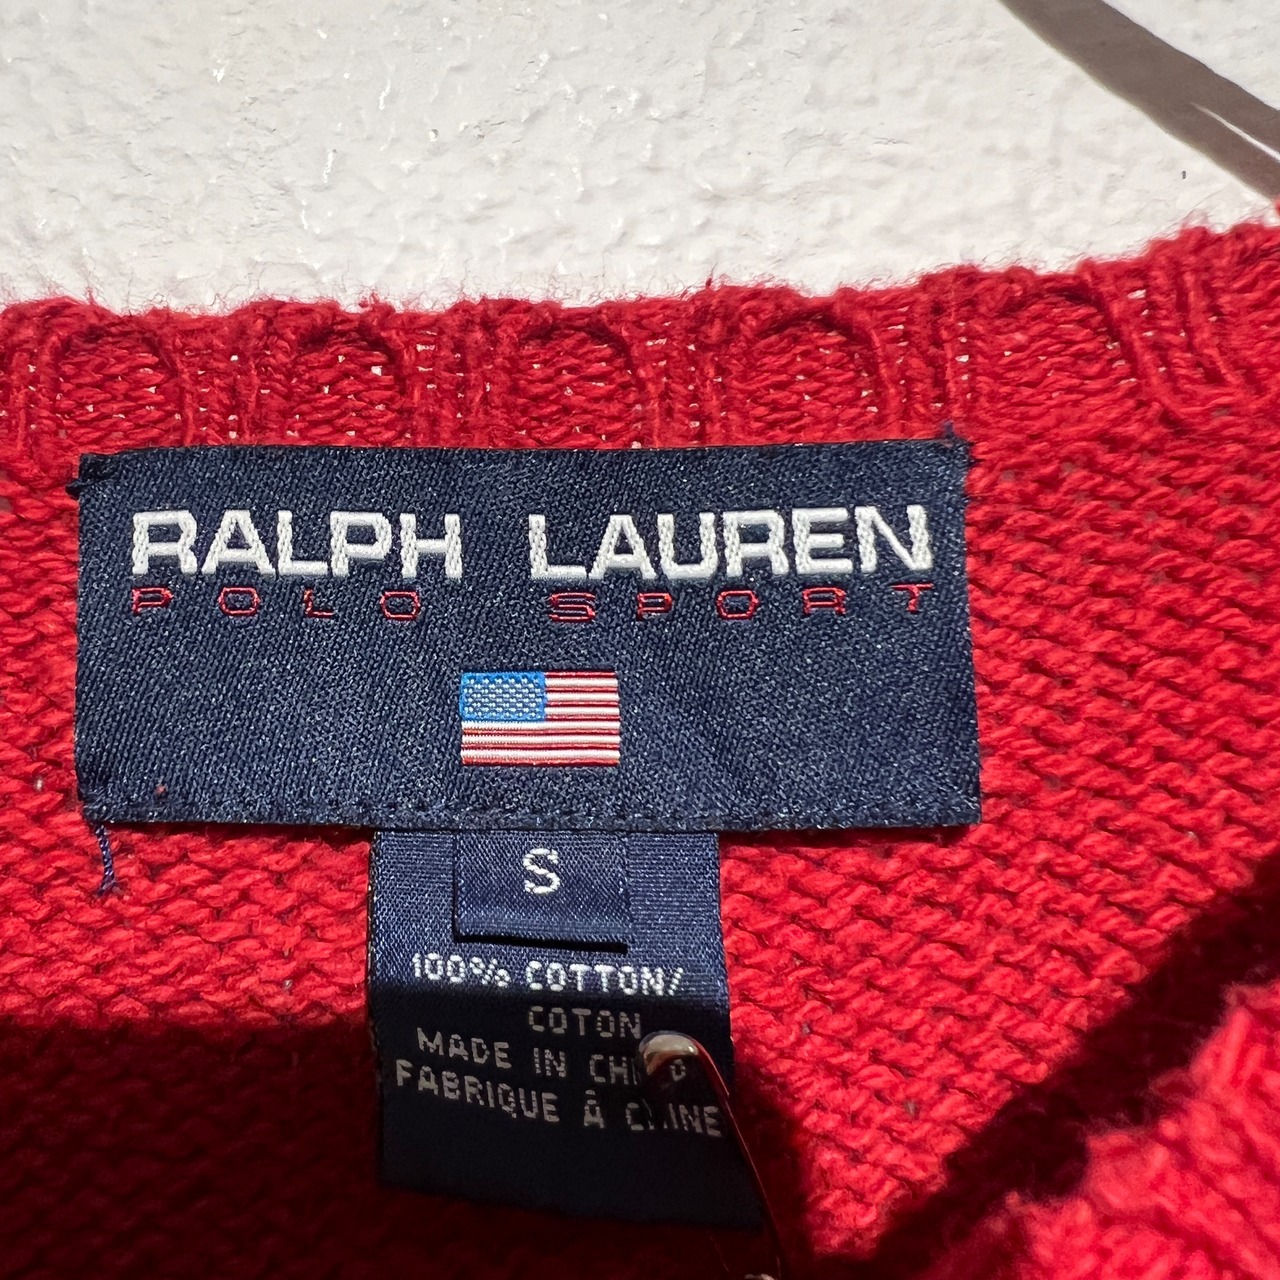 RALPH LAUREN
POLO SPORT
S
100% COTTON/
COTON
MADE IN
FABRIQUE À